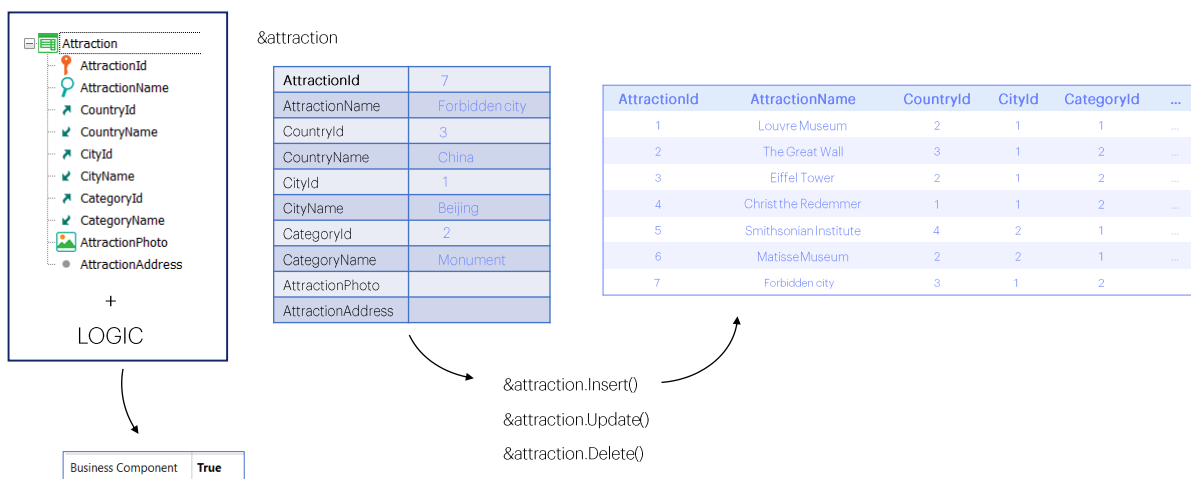 Attraction
AttractionId
AttractionName
CountryId
CountryName
CityId
CityName
CategoryId
CategoryName
AttractionPhoto
AttractionAddress
+
LOGIC
Business Component True
&attraction
AttractionId 7
AttractionName Forbidden city
CountryId 3
CountryName China
CityId 1
CityName Beijing
CategoryId 2
CategoryName Monument
AttractionPhoto
AttractionAddress
&attraction.Insert()
&attraction.Update()
&attraction.Delete()
AttractionId AttractionName CountryId CityId CategoryId ...
1 Louvre Museum 2 1 1 ...
2 The Great Wall 3 1 2 ...
3 Eiffel Tower 2 1 2 ...
4 Christ the Redemmer 1 1 2 ...
5 Smithsonian Institute 4 2 1 ...
6 Matisse Museum 2 2 1 ...
7 Forbidden city 3 1 2